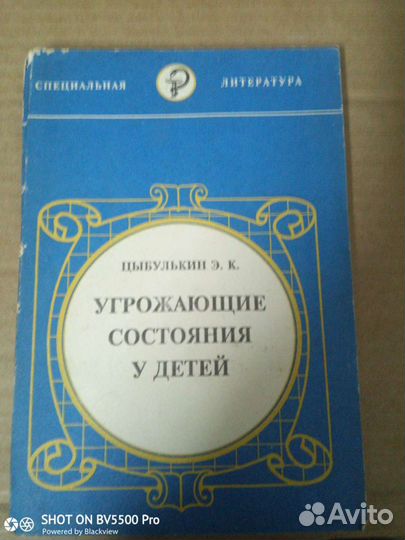 СПЕЦИАЛЬНАЯ ЛИТЕРАТУРА
ЦЫБУЛЬКИН Э. К.
УГРОЖАЮЩИЕ
СОСТОЯНИЯ
У ДЕТЕЙ
SHOT ON BV5500 Pro
Powered by Blackview
Avito